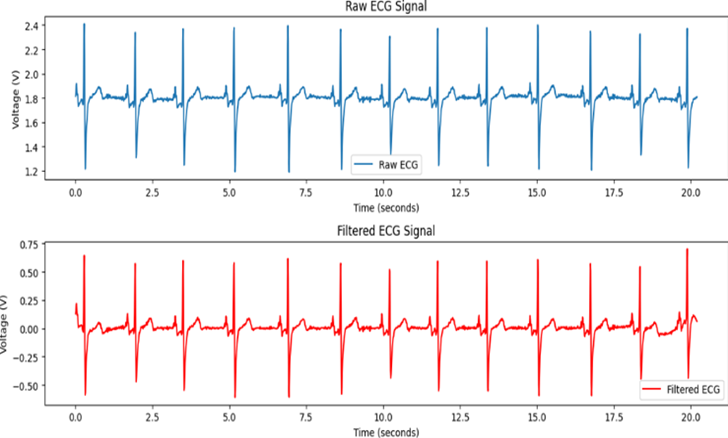 Raw ECG Signal
2.4
2.2
2.0
1.8
1.6
1.4
1.2
Voltage (V)
Raw ECG
0.0 2.5 5.0 7.5 10.0 12.5 15.0 17.5 20.0
Time (seconds)
Filtered ECG Signal
0.75
0.50
0.25
0.00
−0.25
−0.50
Voltage (V)
Filtered ECG
0.0 2.5 5.0 7.5 10.0 12.5 15.0 17.5 20.0
Time (seconds)